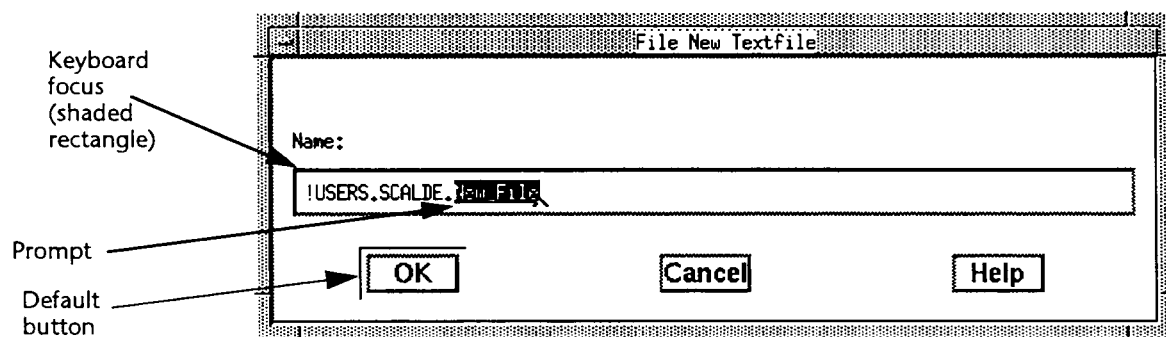 File New Textfile
Keyboard
focus
(shaded
rectangle)
Name:
!USERS.SCALDE.New_File
Prompt
OK
Cancel
Help
Default
button